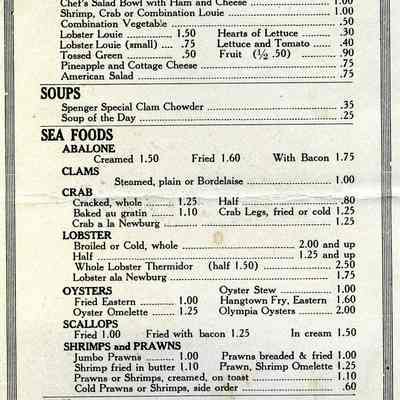 Chef's Salad Bowl with Ham and Cheese 1.00
Shrimp, Crab or Combination Louie 1.00
Combination Vegetable .50
Lobster Louie 1.50 Hearts of Lettuce .30
Lobster Louie (small) .75 Lettuce and Tomato .40
Tossed Green .50 Fruit (½ .50) .90
Pineapple and Cottage Cheese .75
American Salad .75
SOUPS
Spenger Special Clam Chowder .35
Soup of the Day .25
SEA FOODS
ABALONE
Creamed 1.50 Fried 1.60 With Bacon 1.75
CLAMS
Steamed, plain or Bordelaise 1.00
CRAB
Cracked, whole 1.25 Half .80
Baked au gratin 1.10 Crab Legs, fried or cold 1.25
Crab a la Newburg 1.25
LOBSTER
Broiled or Cold, whole 2.00 and up
Half 1.25 and up
Whole Lobster Thermidor (half 1.50) 2.50
Lobster ala Newburg 1.75
OYSTERS Oyster Stew 1.00
Fried Eastern 1.00 Hangtown Fry, Eastern 1.60
Oyster Omelette 1.25 Olympia Oysters 2.00
SCALLOPS
Fried 1.00 Fried with bacon 1.25 In cream 1.50
SHRIMPS and PRAWNS
Jumbo Prawns 1.00 Prawns breaded & fried 1.00
Shrimp fried in butter 1.10 Prawn, Shrimp Omelette 1.25
Prawns or Shrimps, creamed, on toast 1.10
Cold Prawns or Shrimps, side order .60